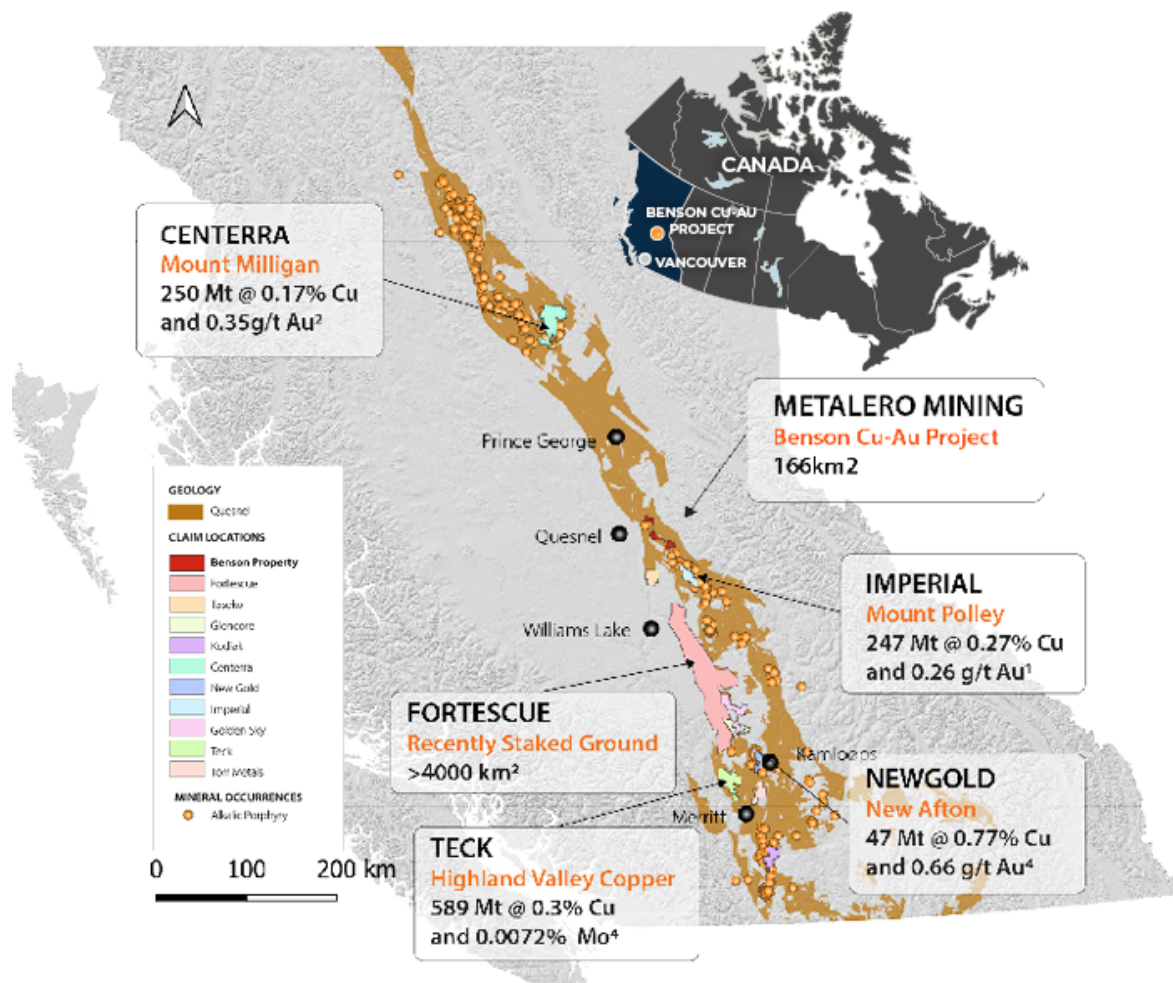 CANADA
BENSON CU-AU
PROJECT
VANCOUVER
CENTERRA
Mount Milligan
250 Mt @ 0.17% Cu
and 0.35g/t Au²
METALERO MINING
Benson Cu-Au Project
166km2
Prince George
Quesnel
Williams Lake
IMPERIAL
Mount Polley
247 Mt @ 0.27% Cu
and 0.26 g/t Au¹
FORTESCUE
Recently Staked Ground
>4000 km²
Kamloops
NEWGOLD
New Afton
47 Mt @ 0.77% Cu
and 0.66 g/t Au⁴
Merritt
TECK
Highland Valley Copper
589 Mt @ 0.3% Cu
and 0.0072% Mo⁴
GEOLOGY
Quesnel
CLAIM LOCATIONS
Benson Property
Fortescue
Taseko
Glencore
Kodiak
Centerra
New Gold
Imperial
Golden Sky
Teck
Torr Metals
MINERAL OCCURRENCES
Alkalic Porphyry
0 100 200 km